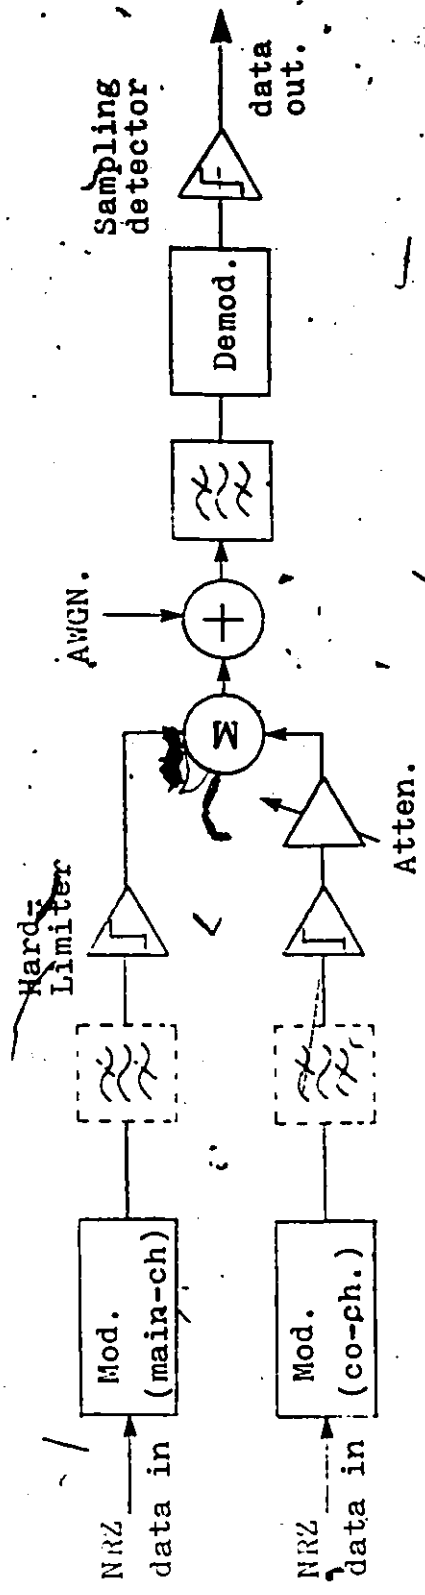 NRZ
data in
Mod.
(main-ch)
Hard-
Limiter
NRZ
data in
Mod.
(co-ch.)
Atten.
M
AWGN.
+
Demod.
Sampling
detector
data
out.